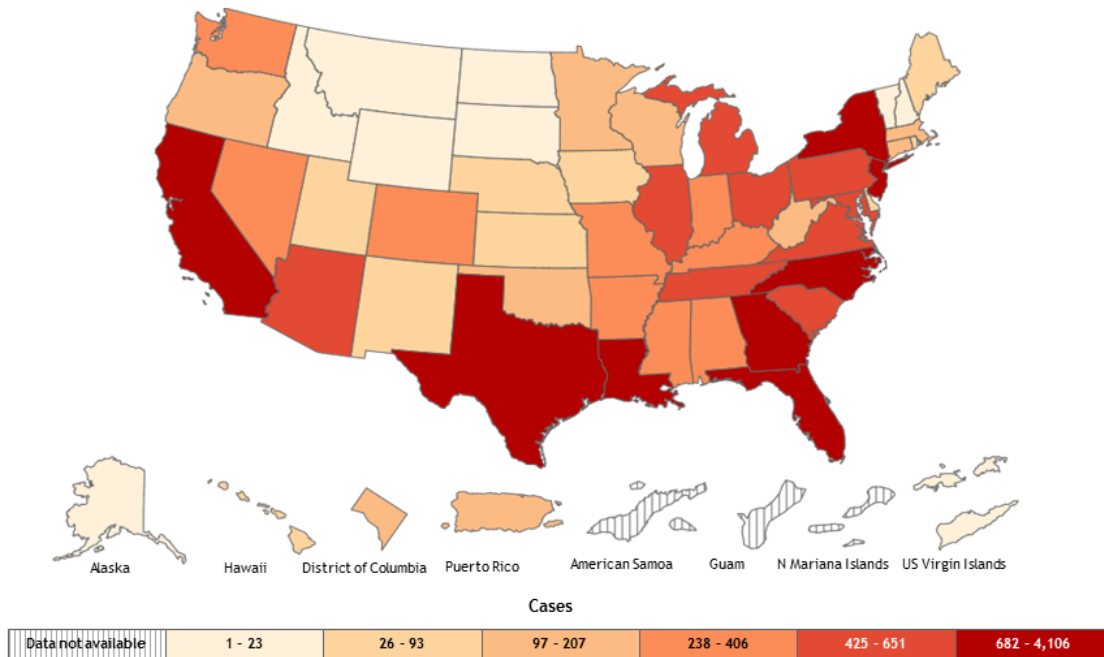 Alaska
Hawaii
District of Columbia
Puerto Rico
American Samoa
Guam
N Mariana Islands
US Virgin Islands
Cases
Data not available
1 - 23
26 - 93
97 - 207
238 - 406
425 - 651
682 - 4,106